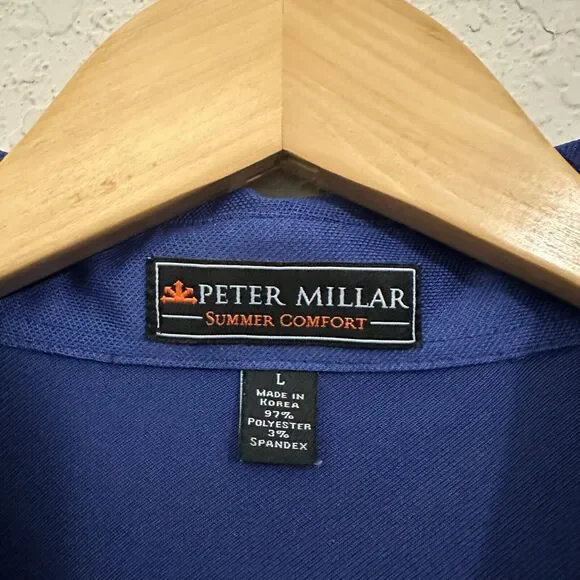 PETER MILLAR
SUMMER COMFORT
L
MADE IN
KOREA
97%
POLYESTER
3%
SPANDEX